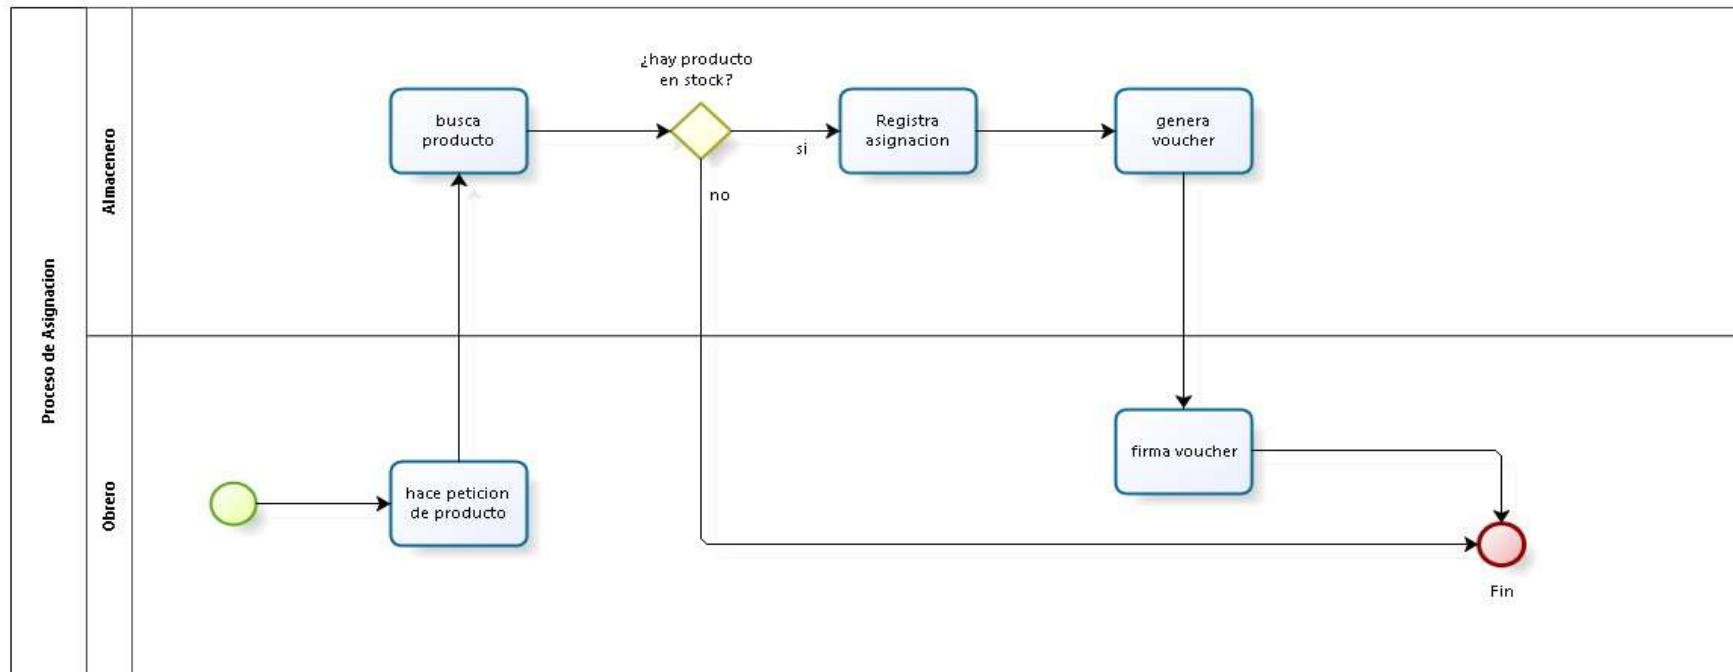 Proceso de Asignacion
Almacenero
¿hay producto
en stock?
busca
producto
si
no
Registra
asignacion
genera
voucher
Obrero
hace peticion
de producto
firma voucher
Fin